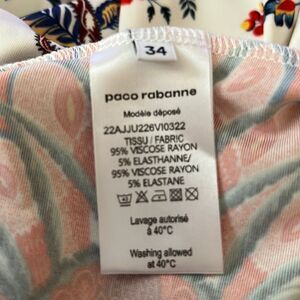 34
paco rabanne
Modèle déposé
22AJJU226VI0322
TISSU / FABRIC
95% VISCOSE RAYON
5% ELASTHANNE/
95% VISCOSE RAYON
5% ELASTANE
Lavage autorisé
à 40°C
Washing allowed
at 40°C